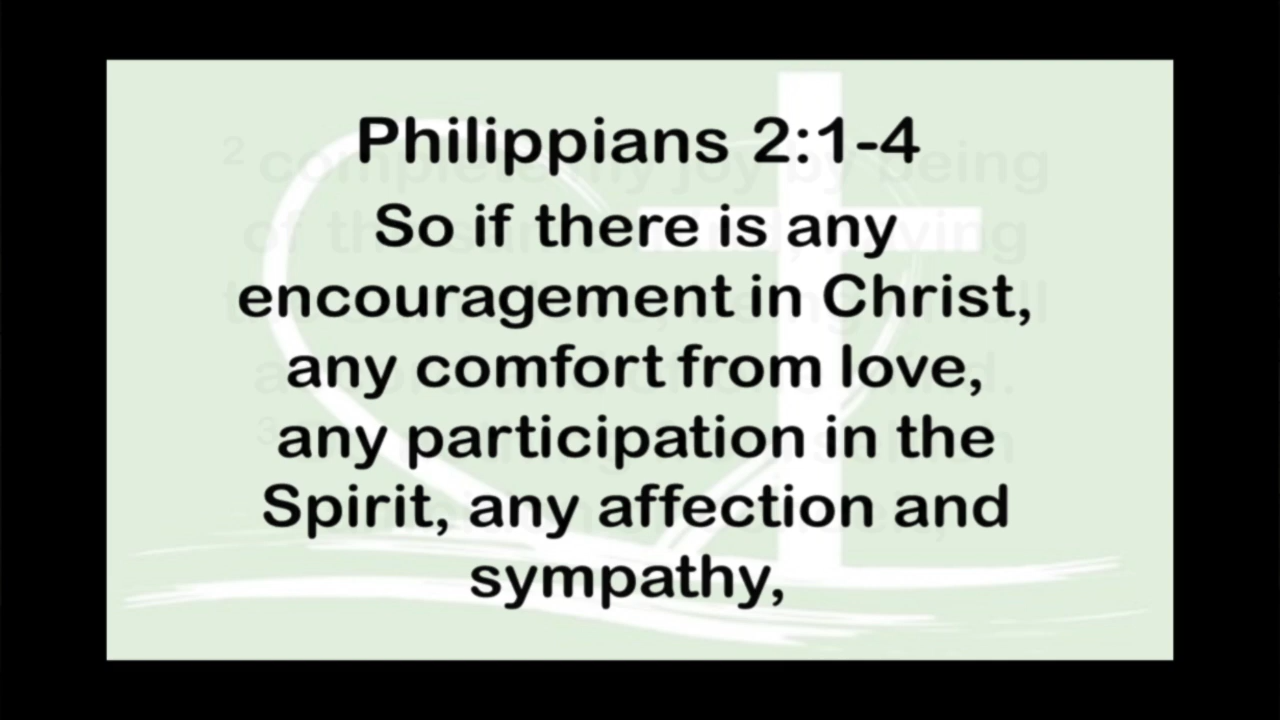 Philippians 2:1-4
So if there is any
encouragement in Christ,
any comfort from love,
any participation in the
Spirit, any affection and
sympathy,